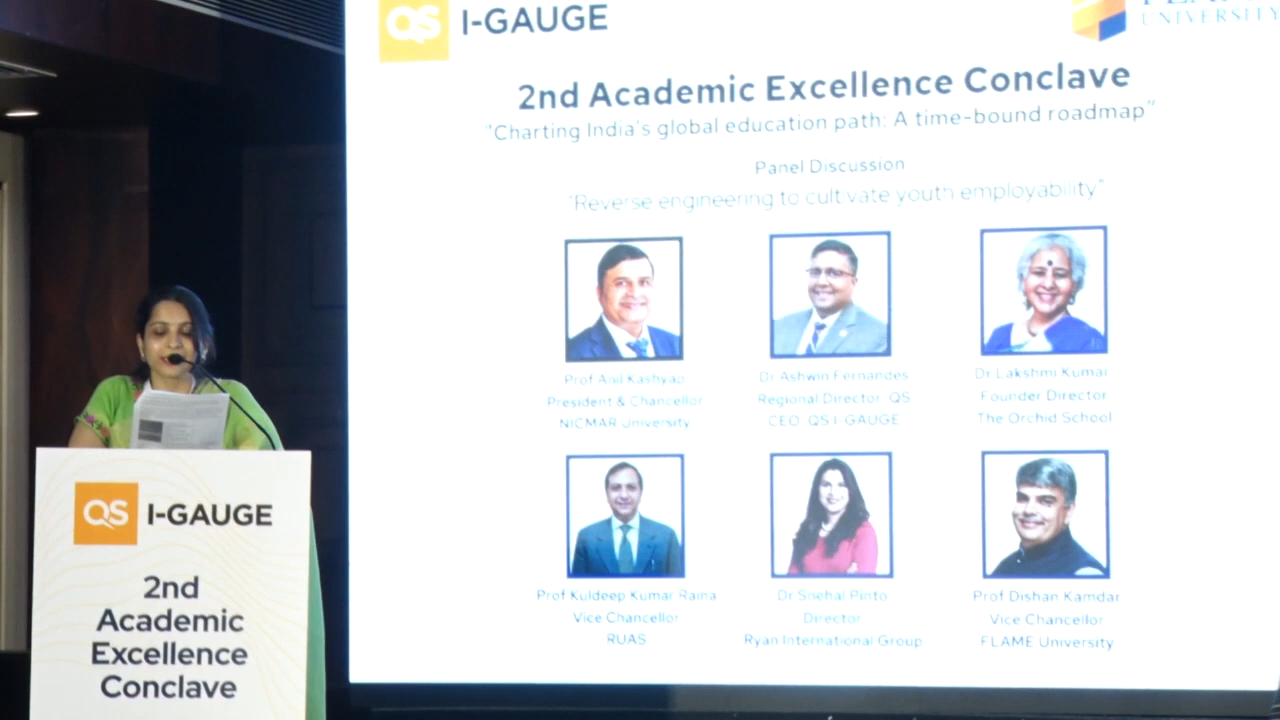 QS I-GAUGE
UNIVERSITY
2nd Academic Excellence Conclave
"Charting India's global education path: A time-bound roadmap"
Panel Discussion
"Reverse engineering to cultivate youth employability"
Prof Anil Kashyap
President & Chancellor
NICMAR University
Dr Ashwin Fernandes
Regional Director QS
CEO QS I GAUGE
Dr Lakshmi Kumar
Founder Director
The Orchid School
Prof Kuldeep Kumar Raina
Vice Chancellor
RUAS
Dr Snehal Pinto
Director
Ryan International Group
Prof Dishan Kamdar
Vice Chancellor
FLAME University
QS I-GAUGE
2nd
Academic
Excellence
Conclave